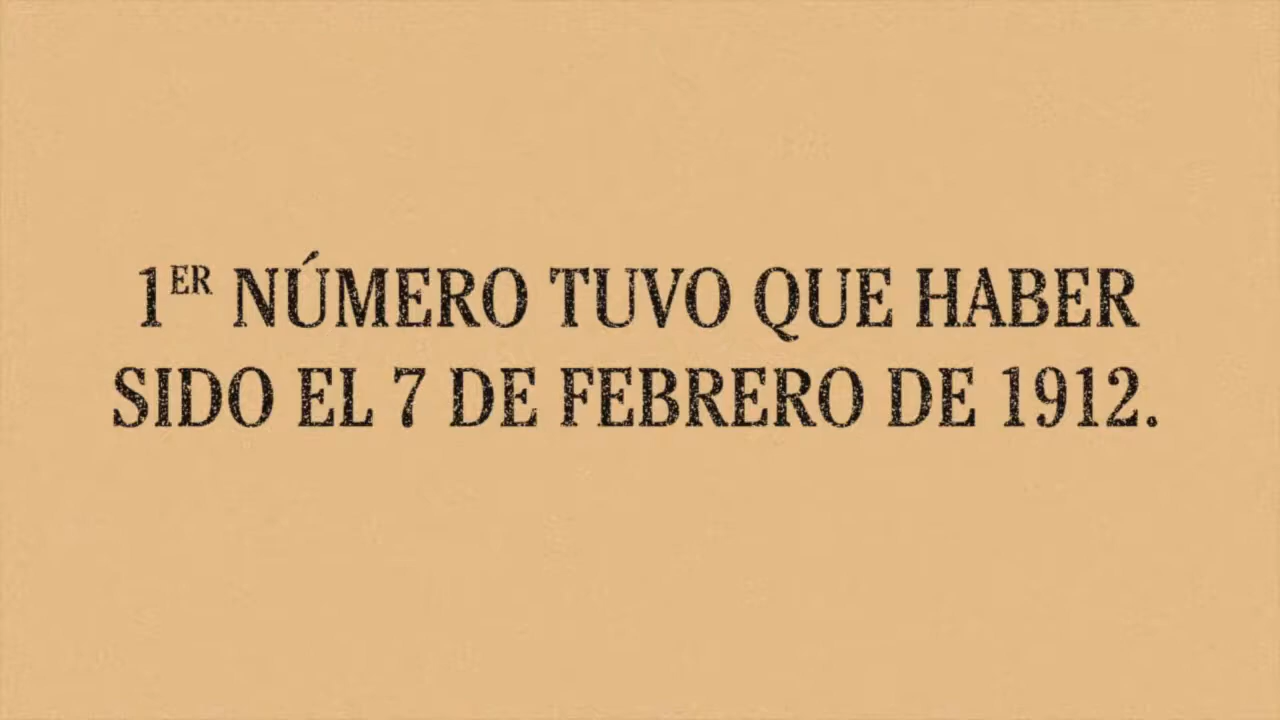 1ER NÚMERO TUVO QUE HABER
SIDO EL 7 DE FEBRERO DE 1912.